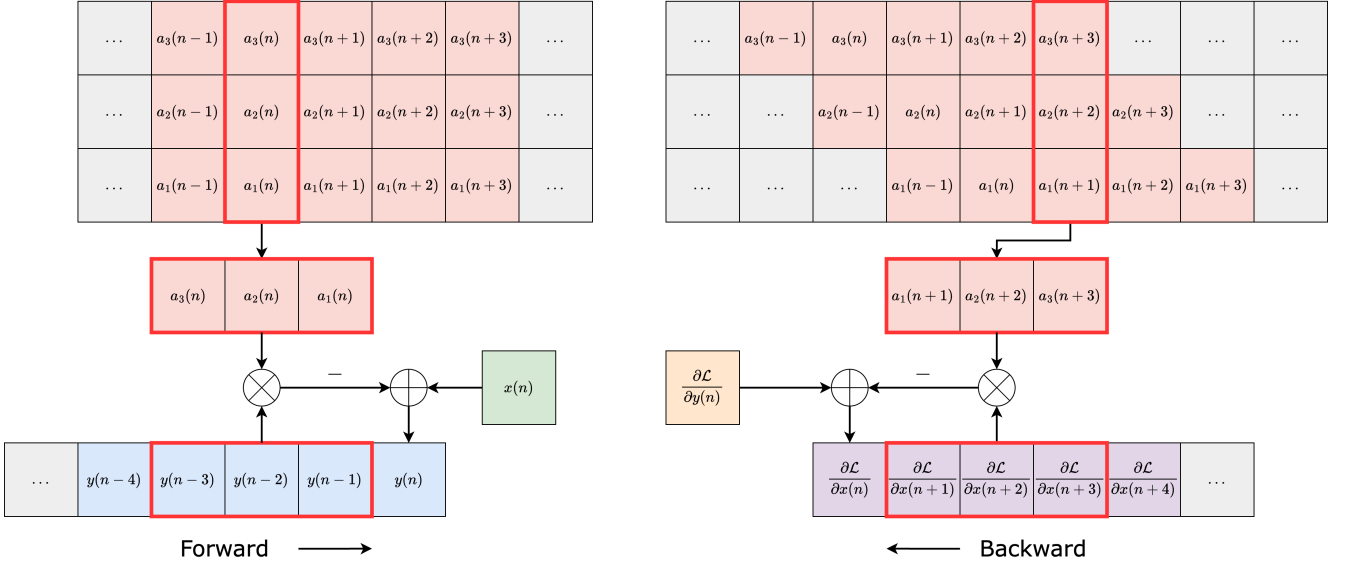 … a₃(n − 1) a₃(n) a₃(n + 1) a₃(n + 2) a₃(n + 3) …
… a₂(n − 1) a₂(n) a₂(n + 1) a₂(n + 2) a₂(n + 3) …
… a₁(n − 1) a₁(n) a₁(n + 1) a₁(n + 2) a₁(n + 3) …
a₃(n) a₂(n) a₁(n)
−
x(n)
… y(n − 4) y(n − 3) y(n − 2) y(n − 1) y(n)
Forward
… a₃(n − 1) a₃(n) a₃(n + 1) a₃(n + 2) a₃(n + 3) … … …
… … a₂(n − 1) a₂(n) a₂(n + 1) a₂(n + 2) a₂(n + 3) … …
… … … a₁(n − 1) a₁(n) a₁(n + 1) a₁(n + 2) a₁(n + 3) …
a₁(n + 1) a₂(n + 2) a₃(n + 3)
∂ℒ
∂y(n)
−
∂ℒ ∂ℒ ∂ℒ ∂ℒ ∂ℒ …
∂x(n) ∂x(n + 1) ∂x(n + 2) ∂x(n + 3) ∂x(n + 4)
Backward